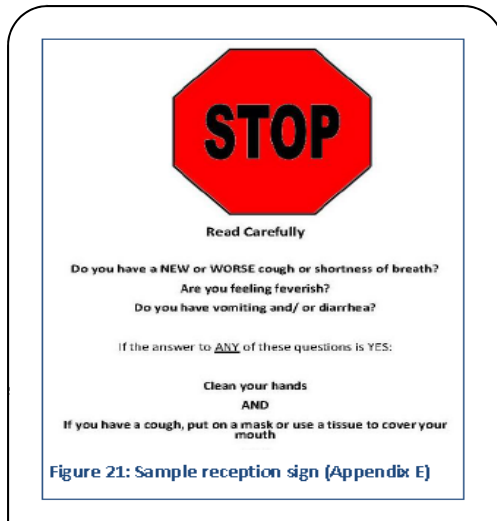 STOP
Read Carefully
Do you have a NEW or WORSE cough or shortness of breath?
Are you feeling feverish?
Do you have vomiting and/ or diarrhea?
If the answer to ANY of these questions is YES:
Clean your hands
AND
If you have a cough, put on a mask or use a tissue to cover your
mouth
Figure 21: Sample reception sign (Appendix E)